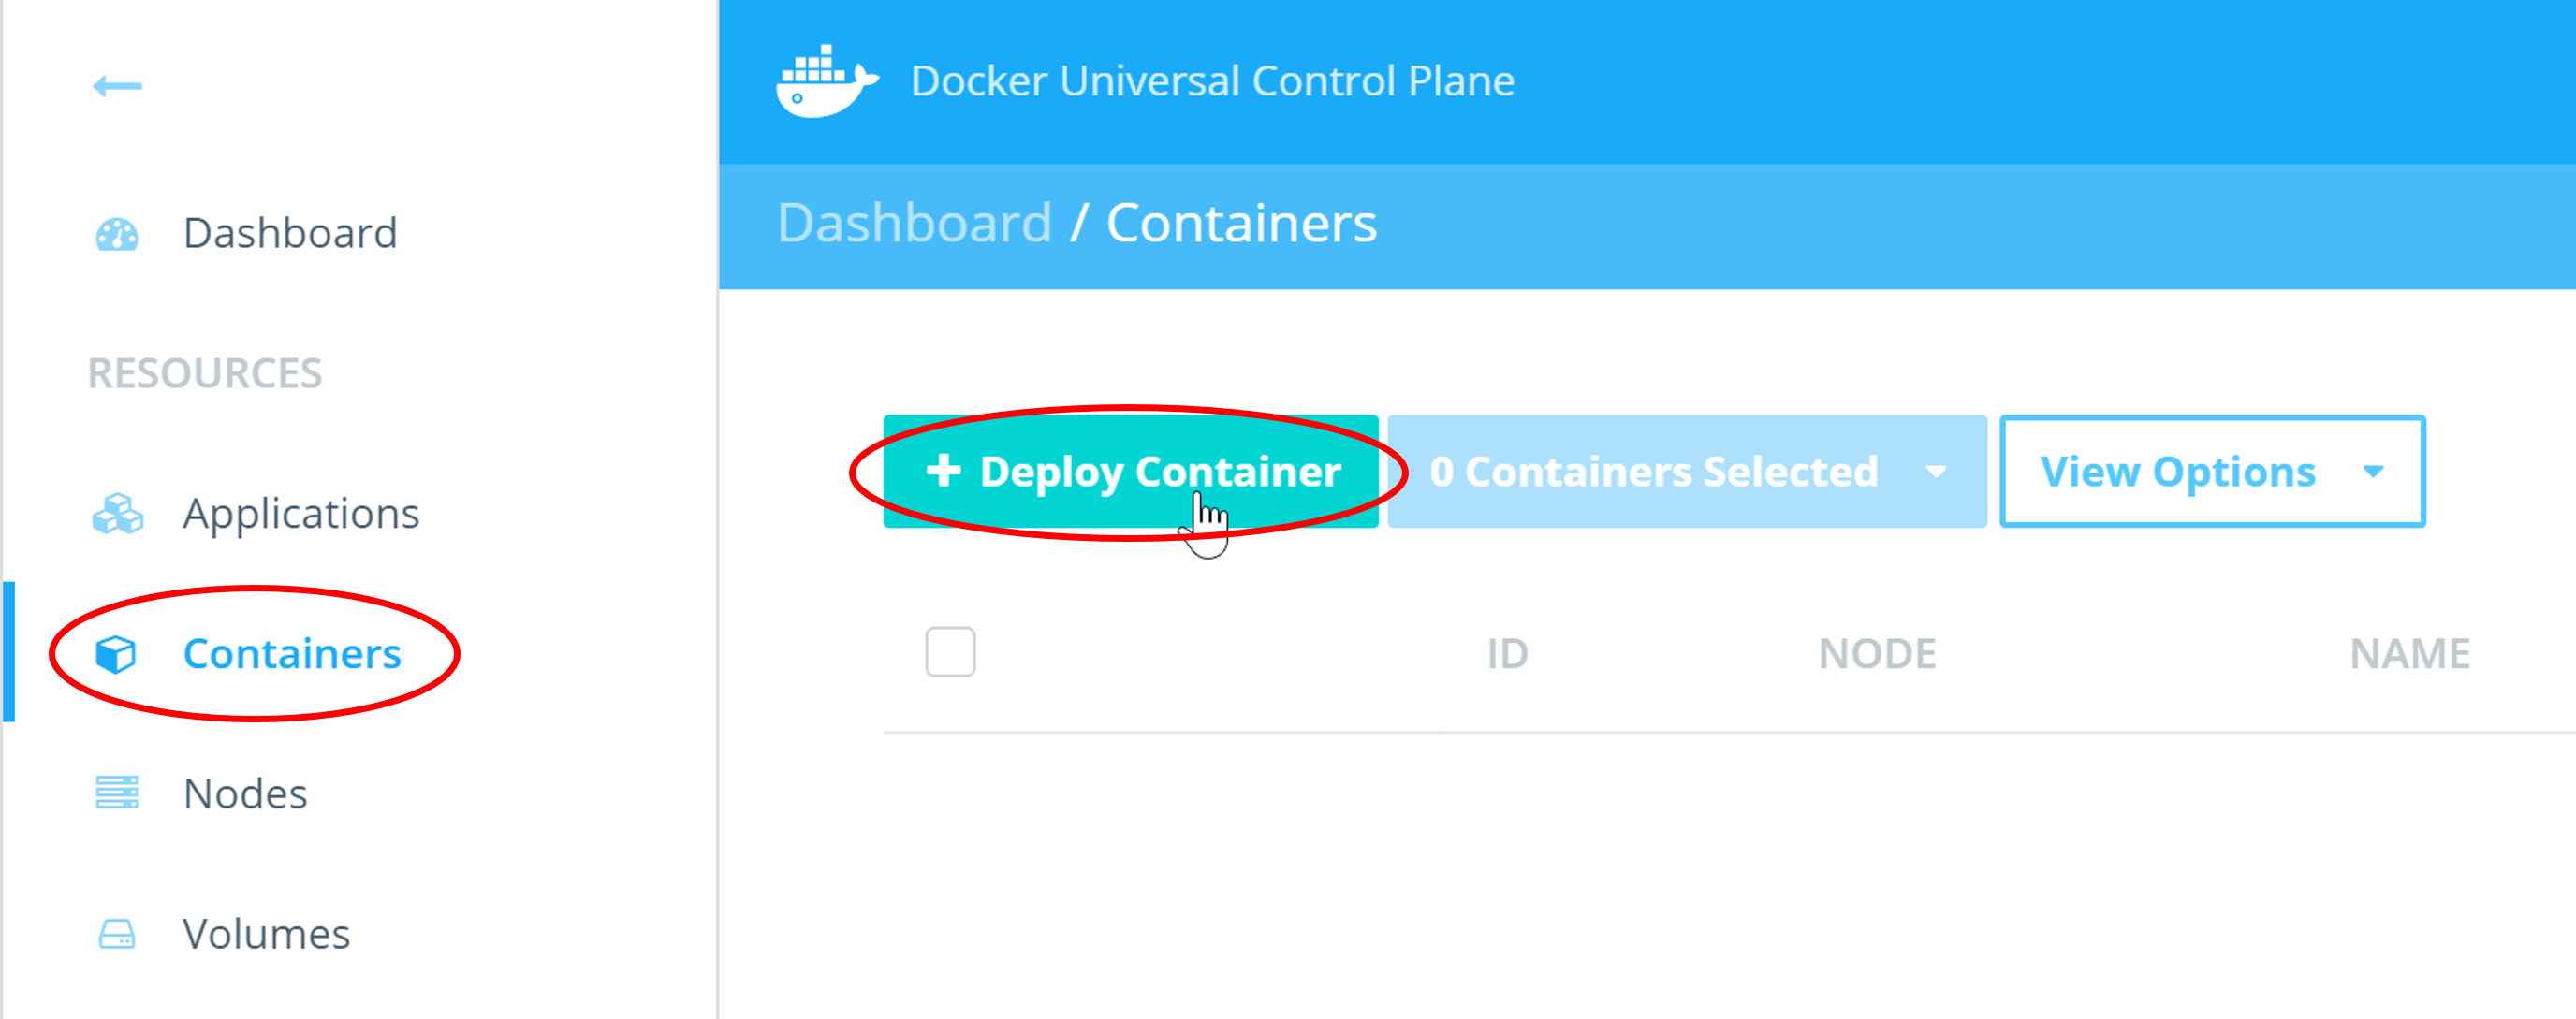 Dashboard
RESOURCES
Applications
Containers
Nodes
Volumes
Docker Universal Control Plane
Dashboard / Containers
Deploy Container
0 Containers Selected
View Options
ID NODE NAME